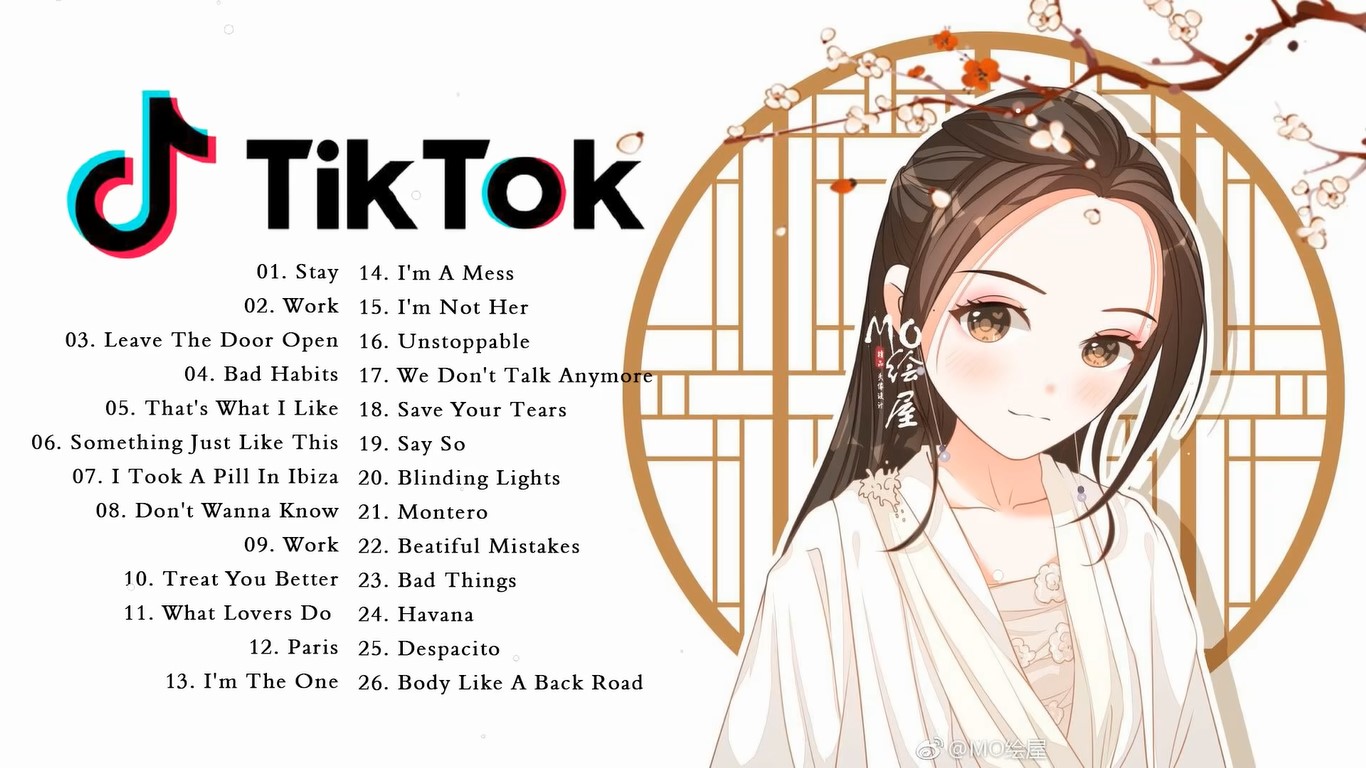 TikTok
01. Stay
02. Work
03. Leave The Door Open
04. Bad Habits
05. That's What I Like
06. Something Just Like This
07. I Took A Pill In Ibiza
08. Don't Wanna Know
09. Work
10. Treat You Better
11. What Lovers Do
12. Paris
13. I'm The One
14. I'm A Mess
15. I'm Not Her
16. Unstoppable
17. We Don't Talk Anymore
18. Save Your Tears
19. Say So
20. Blinding Lights
21. Montero
22. Beatiful Mistakes
23. Bad Things
24. Havana
25. Despacito
26. Body Like A Back Road
MO
绘屋
@MO绘屋